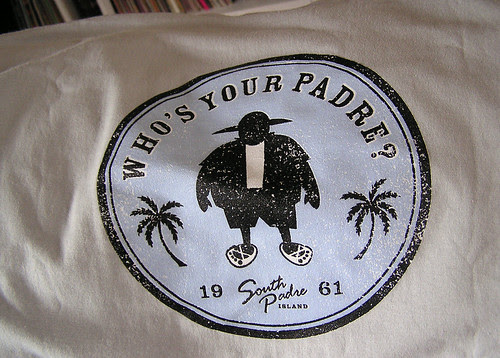 WHO'S YOUR PADRE?
19 61
South
Padre
ISLAND